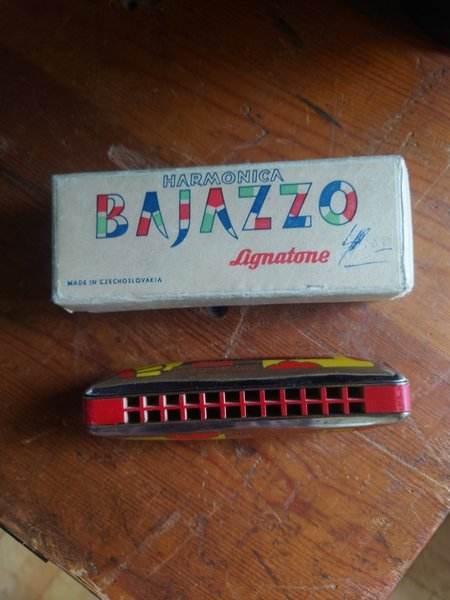 HARMONICA
BAJAZZO
Lignatone
MADE IN CZECHOSLOVAKIA